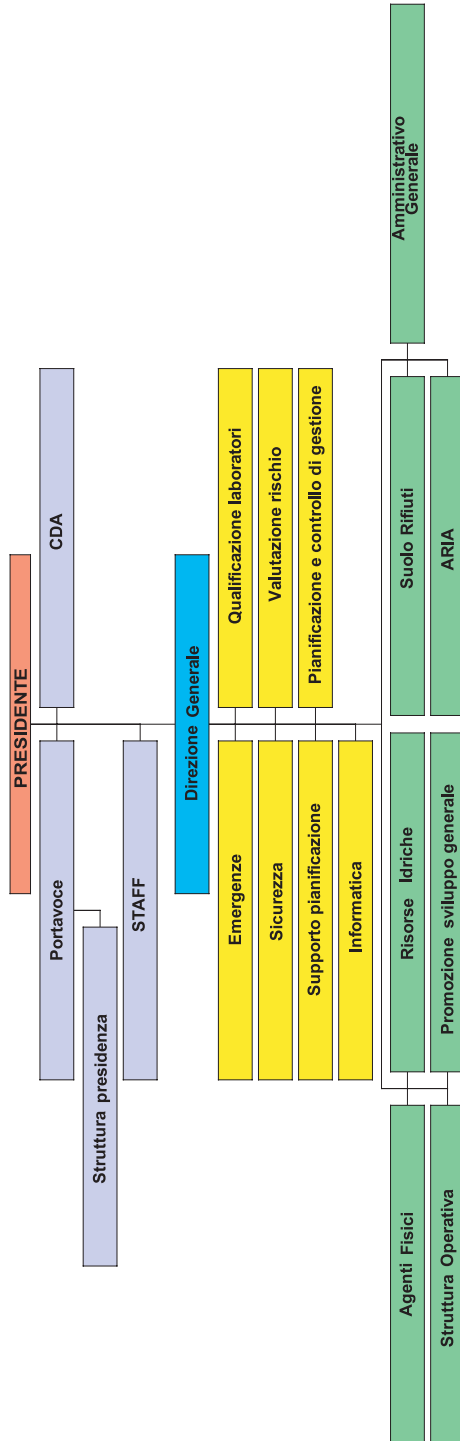 PRESIDENTE
Portavoce
CDA
Struttura presidenza
STAFF
Direzione Generale
Emergenze
Qualificazione laboratori
Sicurezza
Valutazione rischio
Supporto pianificazione
Pianificazione e controllo di gestione
Informatica
Agenti Fisici
Risorse Idriche
Suolo Rifiuti
Amministrativo
Generale
Struttura Operativa
Promozione sviluppo generale
ARIA